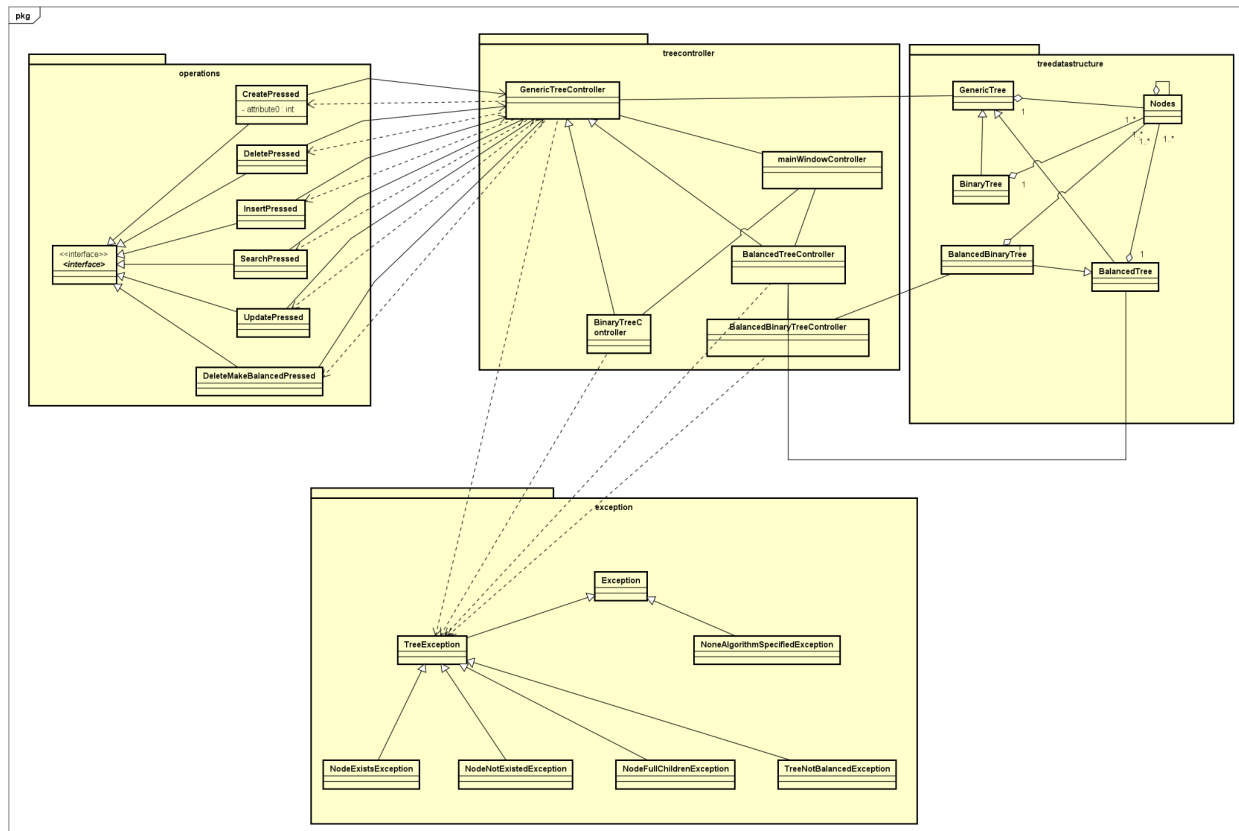 pkg
operations
CreatePressed
- attribute0 : int
DeletePressed
InsertPressed
SearchPressed
UpdatePressed
DeleteMakeBalancedPressed
<<interface>>
<interface>
treecontroller
GenericTreeController
mainWindowController
BalancedTreeController
BinaryTreeC
ontroller
BalancedBinaryTreeController
treedatastructure
GenericTree
Nodes
1
1..*
1..*
1..*
BinaryTree
1
BalancedBinaryTree
1
BalancedTree
1
exception
Exception
TreeException
NoneAlgorithmSpecifiedException
NodeExistsException
NodeNotExistedException
NodeFullChildrenException
TreeNotBalancedException